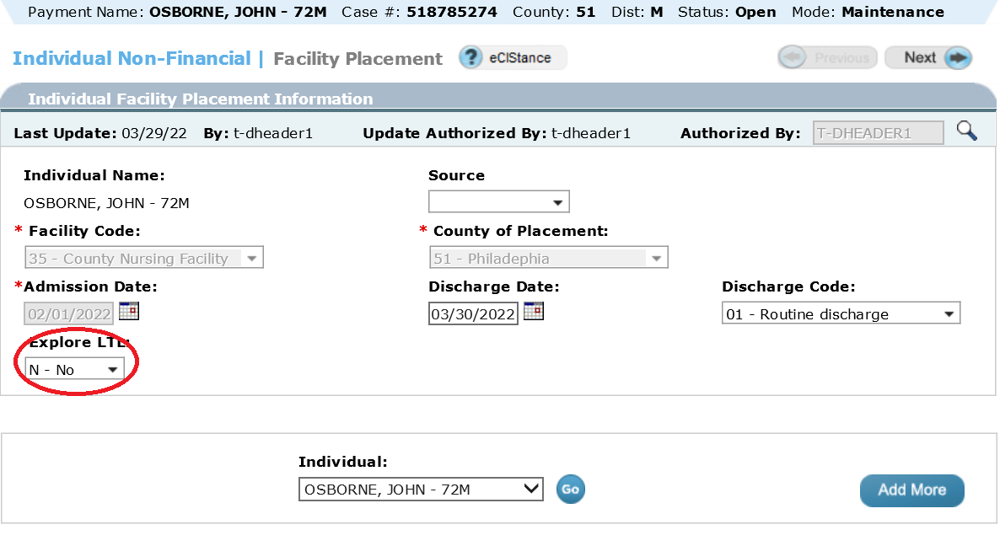 Payment Name: OSBORNE, JOHN - 72M Case #: 518785274 County: 51 Dist: M Status: Open Mode: Maintenance
Individual Non-Financial | Facility Placement ? eCIStance Previous Next
Individual Facility Placement Information
Last Update: 03/29/22 By: t-dheader1 Update Authorized By: t-dheader1 Authorized By: T-DHEADER1
Individual Name: Source
OSBORNE, JOHN - 72M
* Facility Code: * County of Placement:
35 - County Nursing Facility 51 - Philadephia
*Admission Date: Discharge Date: Discharge Code:
02/01/2022 03/30/2022 01 - Routine discharge
Explore LTL:
N - No
Individual:
OSBORNE, JOHN - 72M Go Add More